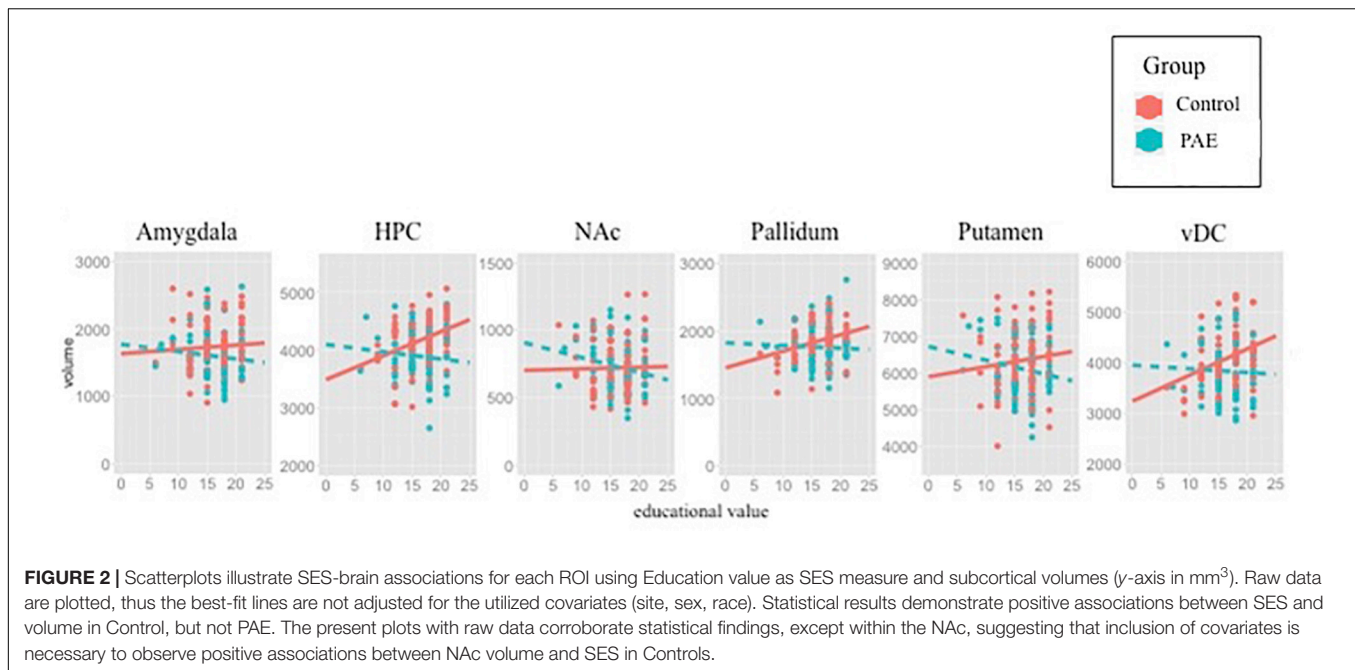 Group
Control
PAE
Amygdala HPC NAc Pallidum Putamen vDC
volume
3000
2000
1000
0
0 5 10 15 20 25
5000
4000
3000
2000
0 5 10 15 20 25
1500
1000
500
0
0 5 10 15 20 25
3000
2000
1000
0
0 5 10 15 20 25
9000
8000
7000
6000
5000
4000
0 5 10 15 20 25
6000
5000
4000
3000
2000
0 5 10 15 20 25
educational value
FIGURE 2 | Scatterplots illustrate SES-brain associations for each ROI using Education value as SES measure and subcortical volumes (y-axis in mm³). Raw data
are plotted, thus the best-fit lines are not adjusted for the utilized covariates (site, sex, race). Statistical results demonstrate positive associations between SES and
volume in Control, but not PAE. The present plots with raw data corroborate statistical findings, except within the NAc, suggesting that inclusion of covariates is
necessary to observe positive associations between NAc volume and SES in Controls.